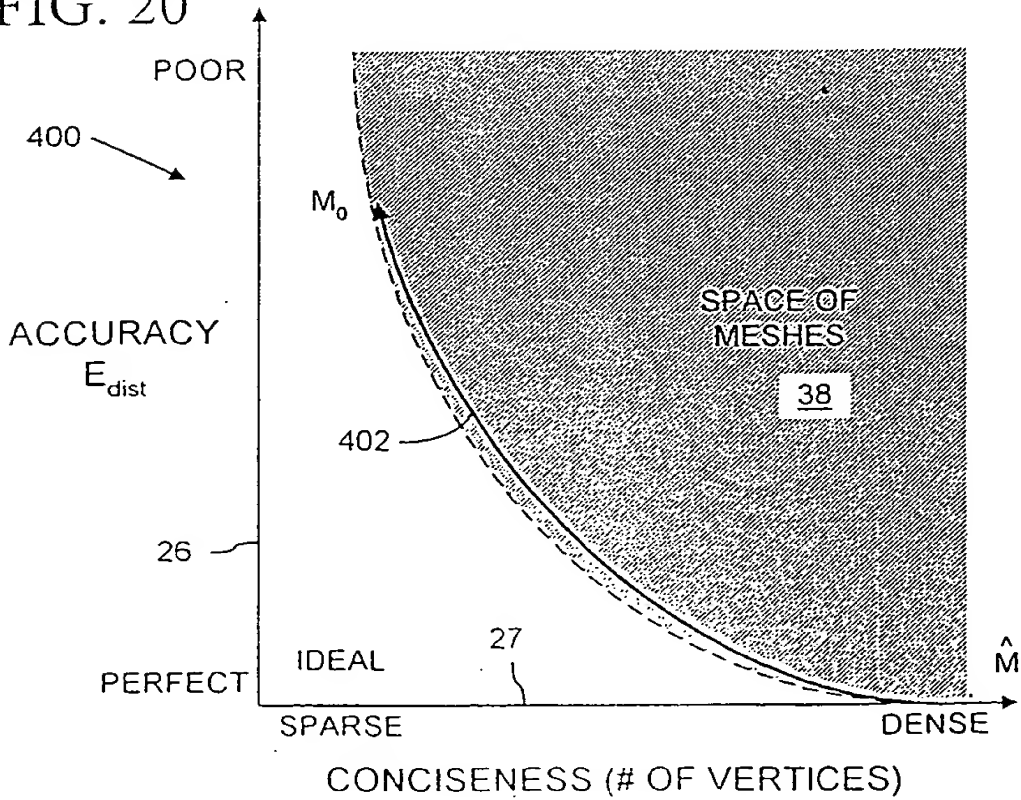 FIG. 20
POOR
400
M₀
ACCURACY
E_dist
SPACE OF
MESHES
38
402
26
27
IDEAL
M̂
PERFECT
SPARSE
DENSE
CONCISENESS (# OF VERTICES)